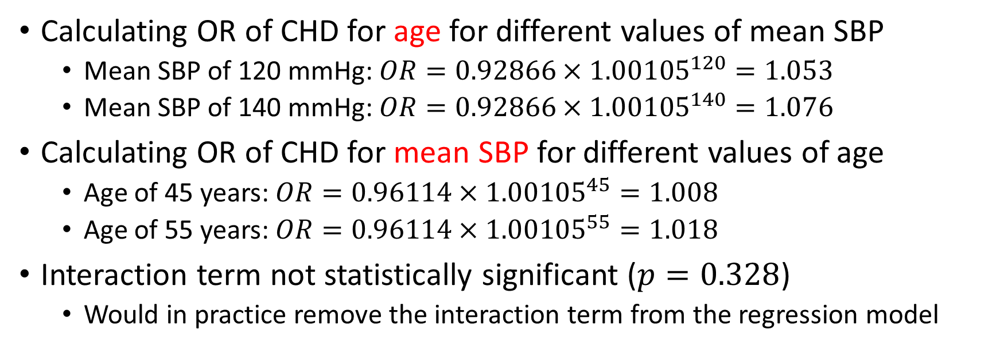 • Calculating OR of CHD for age for different values of mean SBP
• Mean SBP of 120 mmHg: OR = 0.92866 × 1.00105^120 = 1.053
• Mean SBP of 140 mmHg: OR = 0.92866 × 1.00105^140 = 1.076
• Calculating OR of CHD for mean SBP for different values of age
• Age of 45 years: OR = 0.96114 × 1.00105^45 = 1.008
• Age of 55 years: OR = 0.96114 × 1.00105^55 = 1.018
• Interaction term not statistically significant (p = 0.328)
• Would in practice remove the interaction term from the regression model